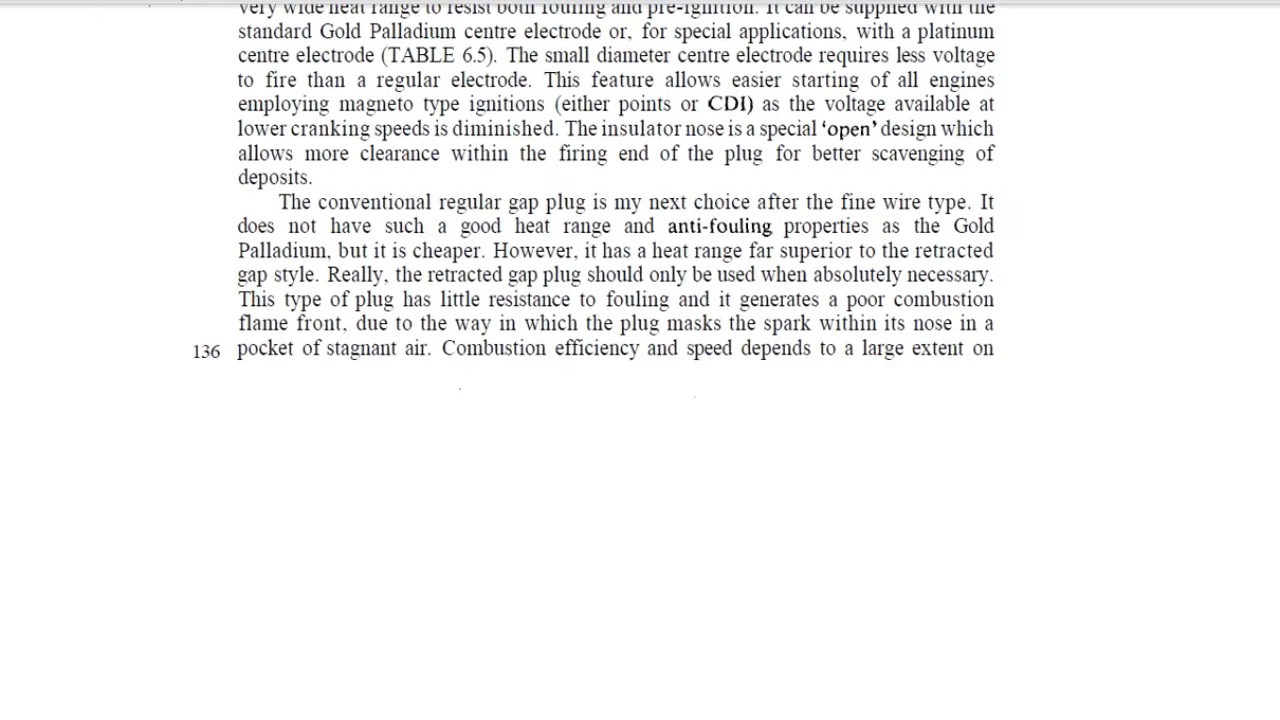 very wide heat range to resist both fouling and pre-ignition. It can be supplied with the
standard Gold Palladium centre electrode or, for special applications, with a platinum
centre electrode (TABLE 6.5). The small diameter centre electrode requires less voltage
to fire than a regular electrode. This feature allows easier starting of all engines
employing magneto type ignitions (either points or CDI) as the voltage available at
lower cranking speeds is diminished. The insulator nose is a special ‘open’ design which
allows more clearance within the firing end of the plug for better scavenging of
deposits.
The conventional regular gap plug is my next choice after the fine wire type. It
does not have such a good heat range and anti-fouling properties as the Gold
Palladium, but it is cheaper. However, it has a heat range far superior to the retracted
gap style. Really, the retracted gap plug should only be used when absolutely necessary.
This type of plug has little resistance to fouling and it generates a poor combustion
flame front, due to the way in which the plug masks the spark within its nose in a
136 pocket of stagnant air. Combustion efficiency and speed depends to a large extent on